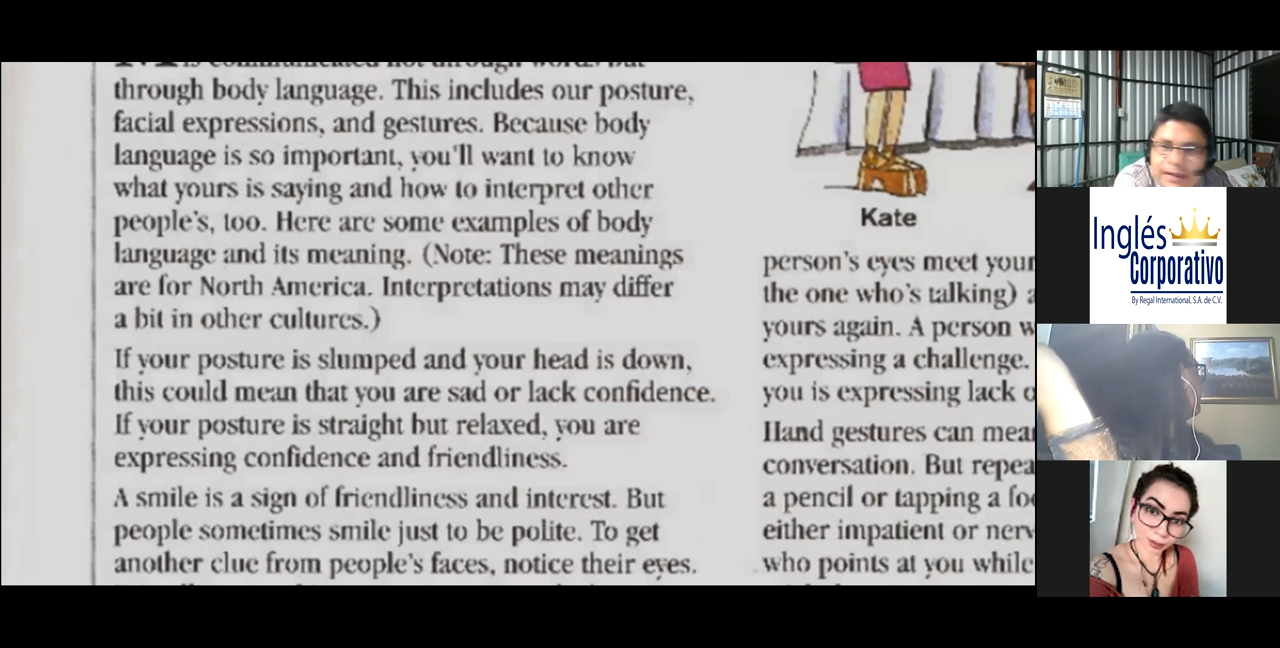 through body language. This includes our posture,
facial expressions, and gestures. Because body
language is so important, you'll want to know
what yours is saying and how to interpret other
people's, too. Here are some examples of body
language and its meaning. (Note: These meanings
are for North America. Interpretations may differ
a bit in other cultures.)
If your posture is slumped and your head is down,
this could mean that you are sad or lack confidence.
If your posture is straight but relaxed, you are
expressing confidence and friendliness.
A smile is a sign of friendliness and interest. But
people sometimes smile just to be polite. To get
another clue from people's faces, notice their eyes.
Kate
person's eyes meet your
the one who's talking)
yours again. A person
expressing a challenge.
you is expressing lack
Hand gestures can
conversation. But
a pencil or tapping a
either impatient or
who points at you while
Inglés
Corporativo
By Regal International, S.A. de C.V.